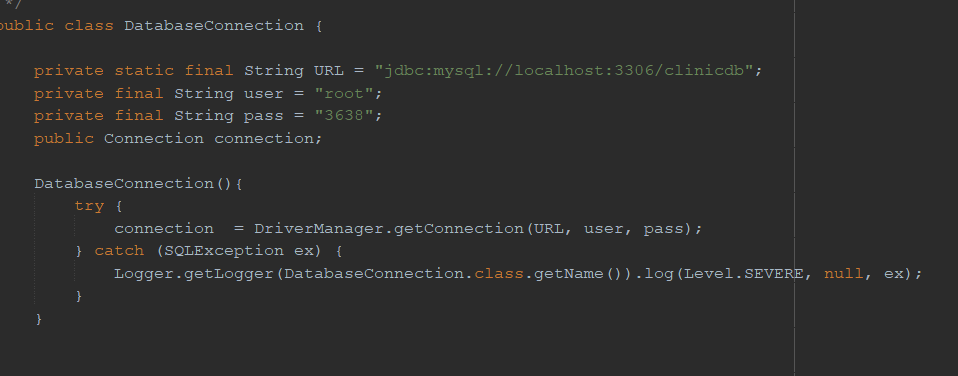 */
public class DatabaseConnection {
private static final String URL = "jdbc:mysql://localhost:3306/clinicdb";
private final String user = "root";
private final String pass = "3638";
public Connection connection;
DatabaseConnection(){
try {
connection  = DriverManager.getConnection(URL, user, pass);
} catch (SQLException ex) {
Logger.getLogger(DatabaseConnection.class.getName()).log(Level.SEVERE, null, ex);
}
}